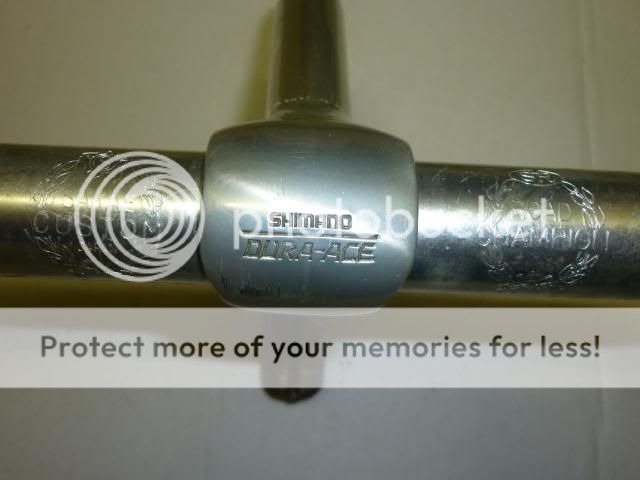 SHIMANO
DURA-ACE
CHAMPION
photobucket
Protect more of your memories for less!